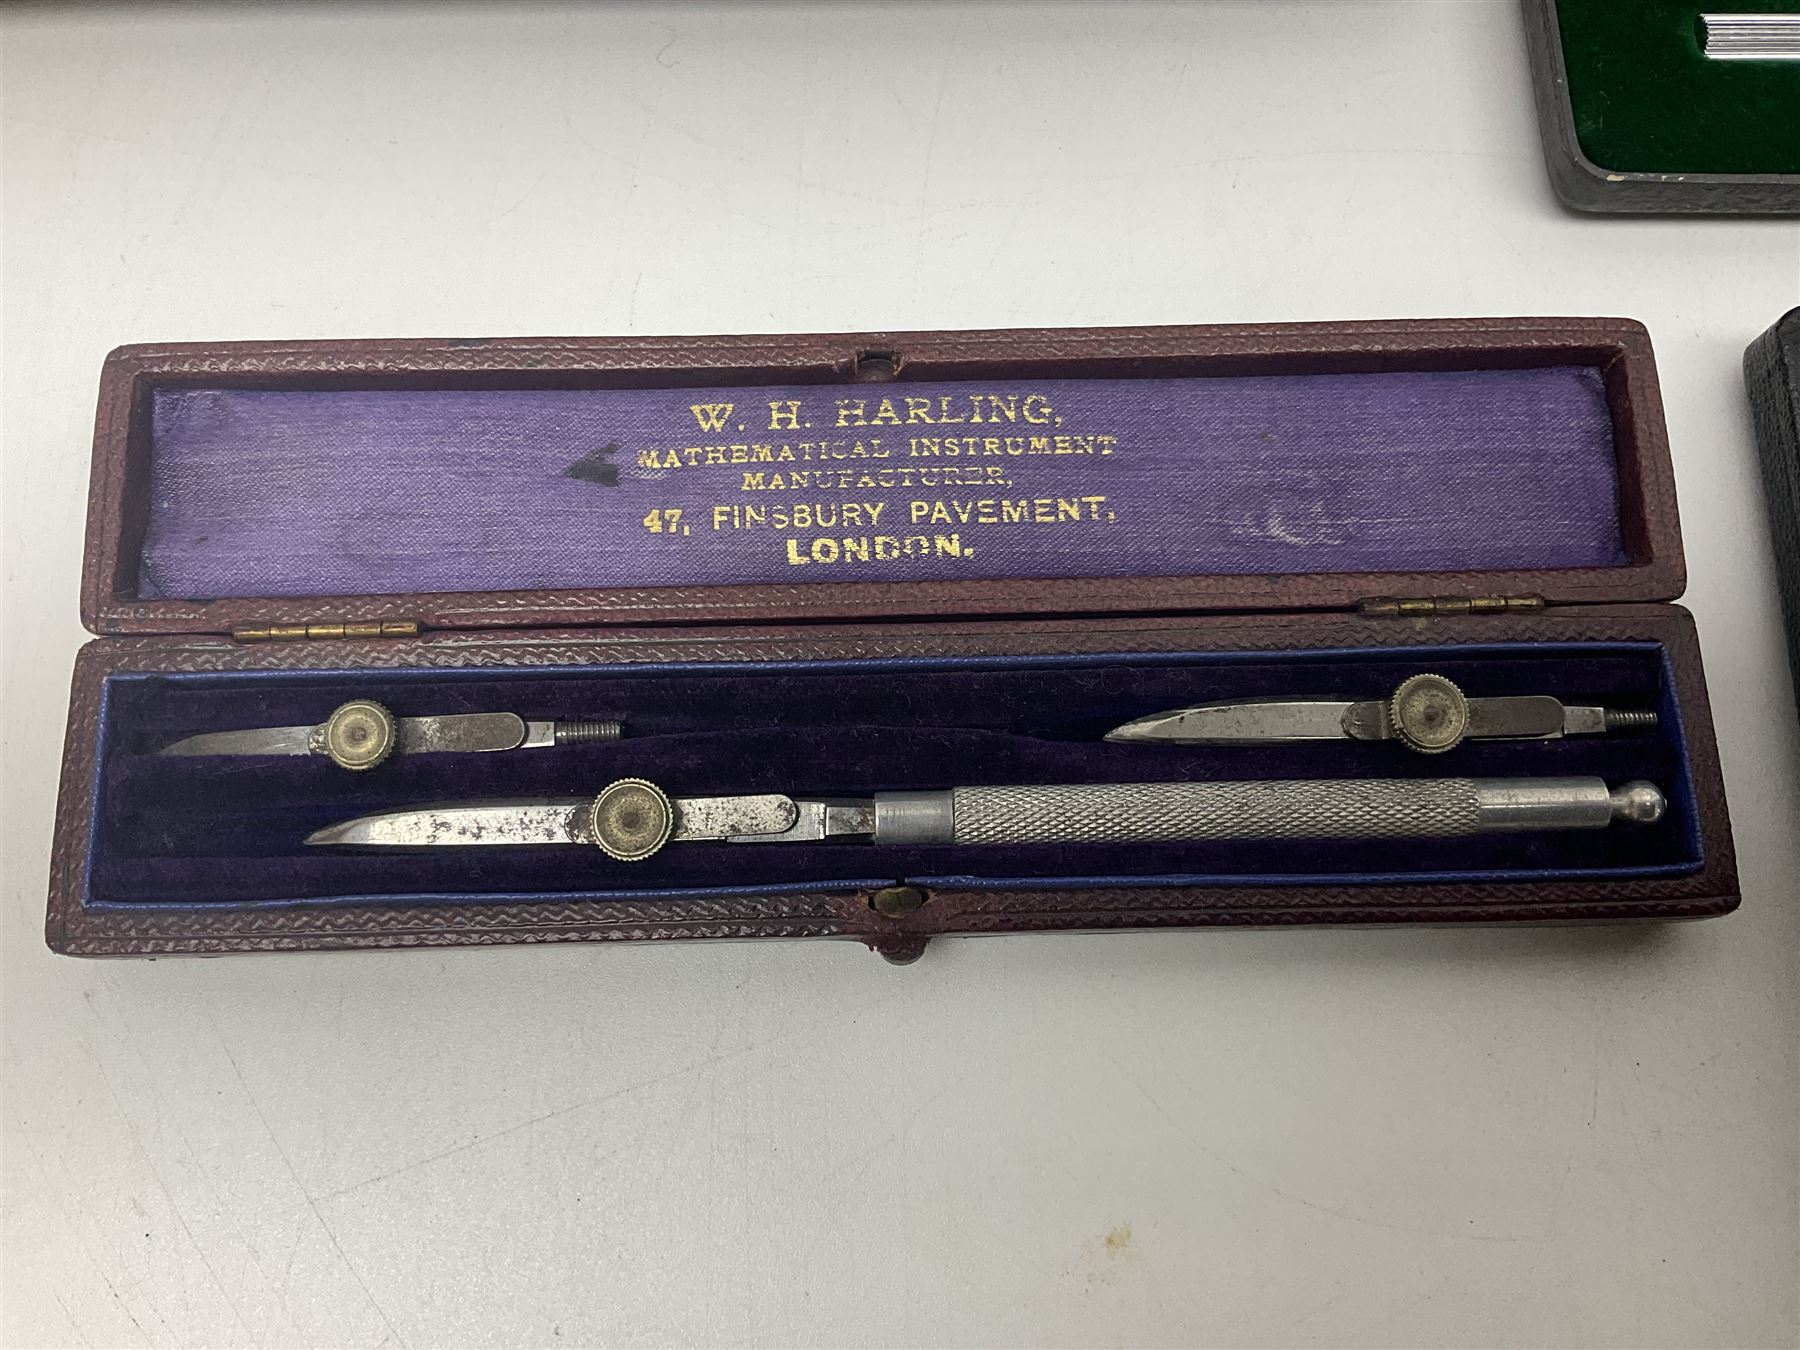 W. H. HARLING,
MATHEMATICAL INSTRUMENT
MANUFACTURER,
47, FINSBURY PAVEMENT,
LONDON.